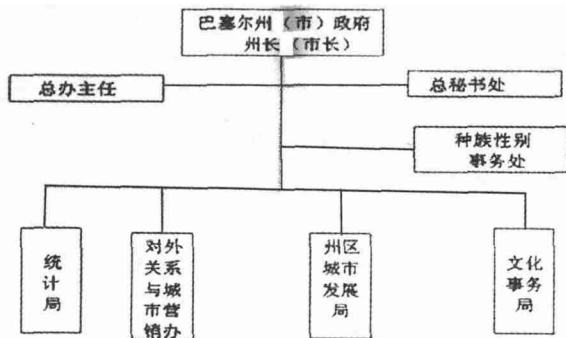 巴塞尔州（市）政府
州长（市长）
总办主任
总秘书处
种族性别
事务处
统
计
局
对外
关系
与城
市营
销办
州区
城市
发展
局
文化
事务
局